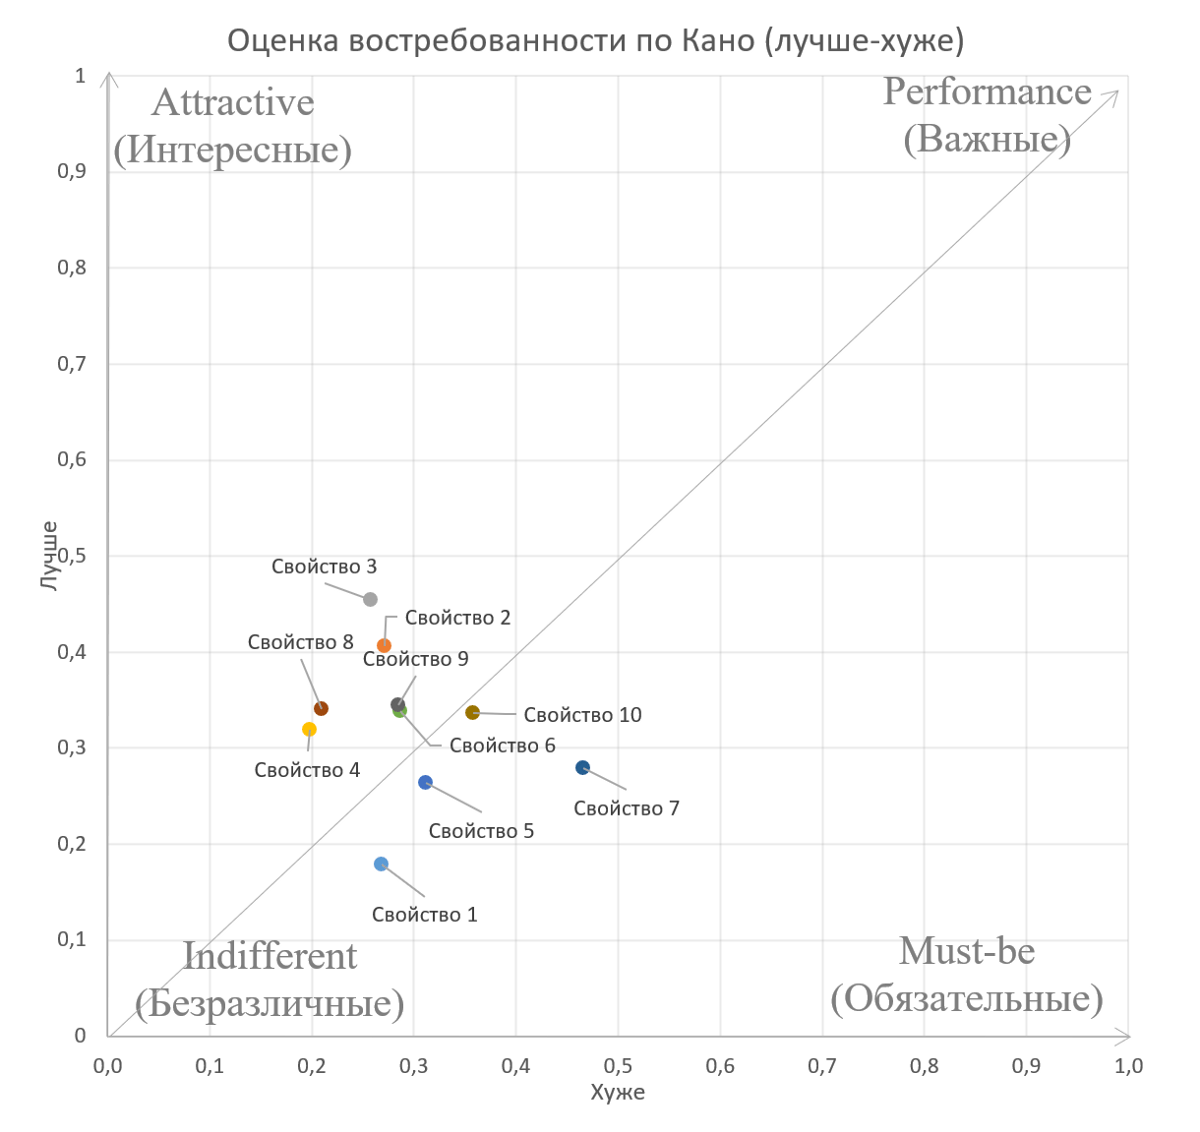 Оценка востребованности по Кано (лучше-хуже)
1
Attractive
(Интересные)
Performance
(Важные)
0,9
0,8
0,7
0,6
Лучше
0,5
Свойство 3
Свойство 2
Свойство 8
0,4
Свойство 9
Свойство 10
0,3
Свойство 6
Свойство 4
Свойство 7
Свойство 5
0,2
Свойство 1
0,1
Indifferent
(Безразличные)
Must-be
(Обязательные)
0
0,0 0,1 0,2 0,3 0,4 0,5 0,6 0,7 0,8 0,9 1,0
Хуже